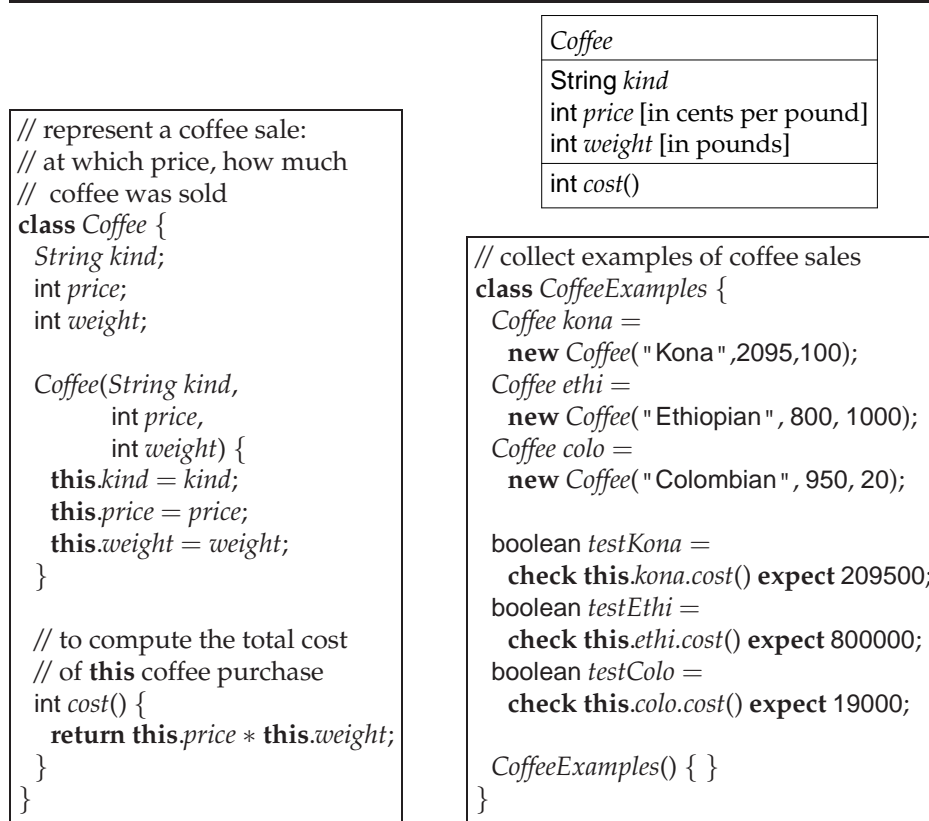 Coffee
String kind
int price [in cents per pound]
int weight [in pounds]
int cost()
// represent a coffee sale:
// at which price, how much
// coffee was sold
class Coffee {
String kind;
int price;
int weight;
Coffee(String kind,
int price,
int weight) {
this.kind = kind;
this.price = price;
this.weight = weight;
}
// to compute the total cost
// of this coffee purchase
int cost() {
return this.price ∗ this.weight;
}
}
// collect examples of coffee sales
class CoffeeExamples {
Coffee kona =
new Coffee("Kona",2095,100);
Coffee ethi =
new Coffee("Ethiopian", 800, 1000);
Coffee colo =
new Coffee("Colombian", 950, 20);
boolean testKona =
check this.kona.cost() expect 209500;
boolean testEthi =
check this.ethi.cost() expect 800000;
boolean testColo =
check this.colo.cost() expect 19000;
CoffeeExamples() { }
}